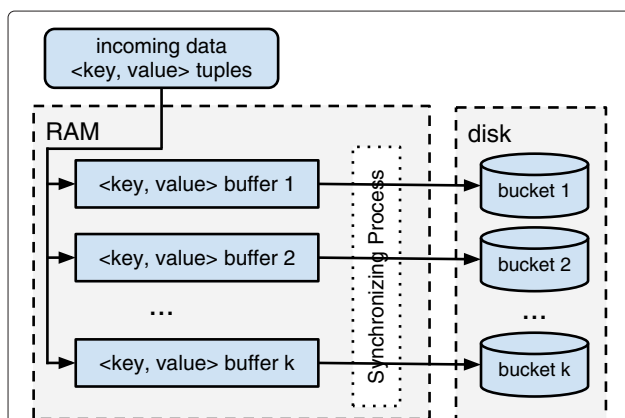 incoming data
<key, value> tuples
RAM
disk
<key, value> buffer 1
bucket 1
<key, value> buffer 2
bucket 2
...
...
<key, value> buffer k
bucket k
Synchronizing Process